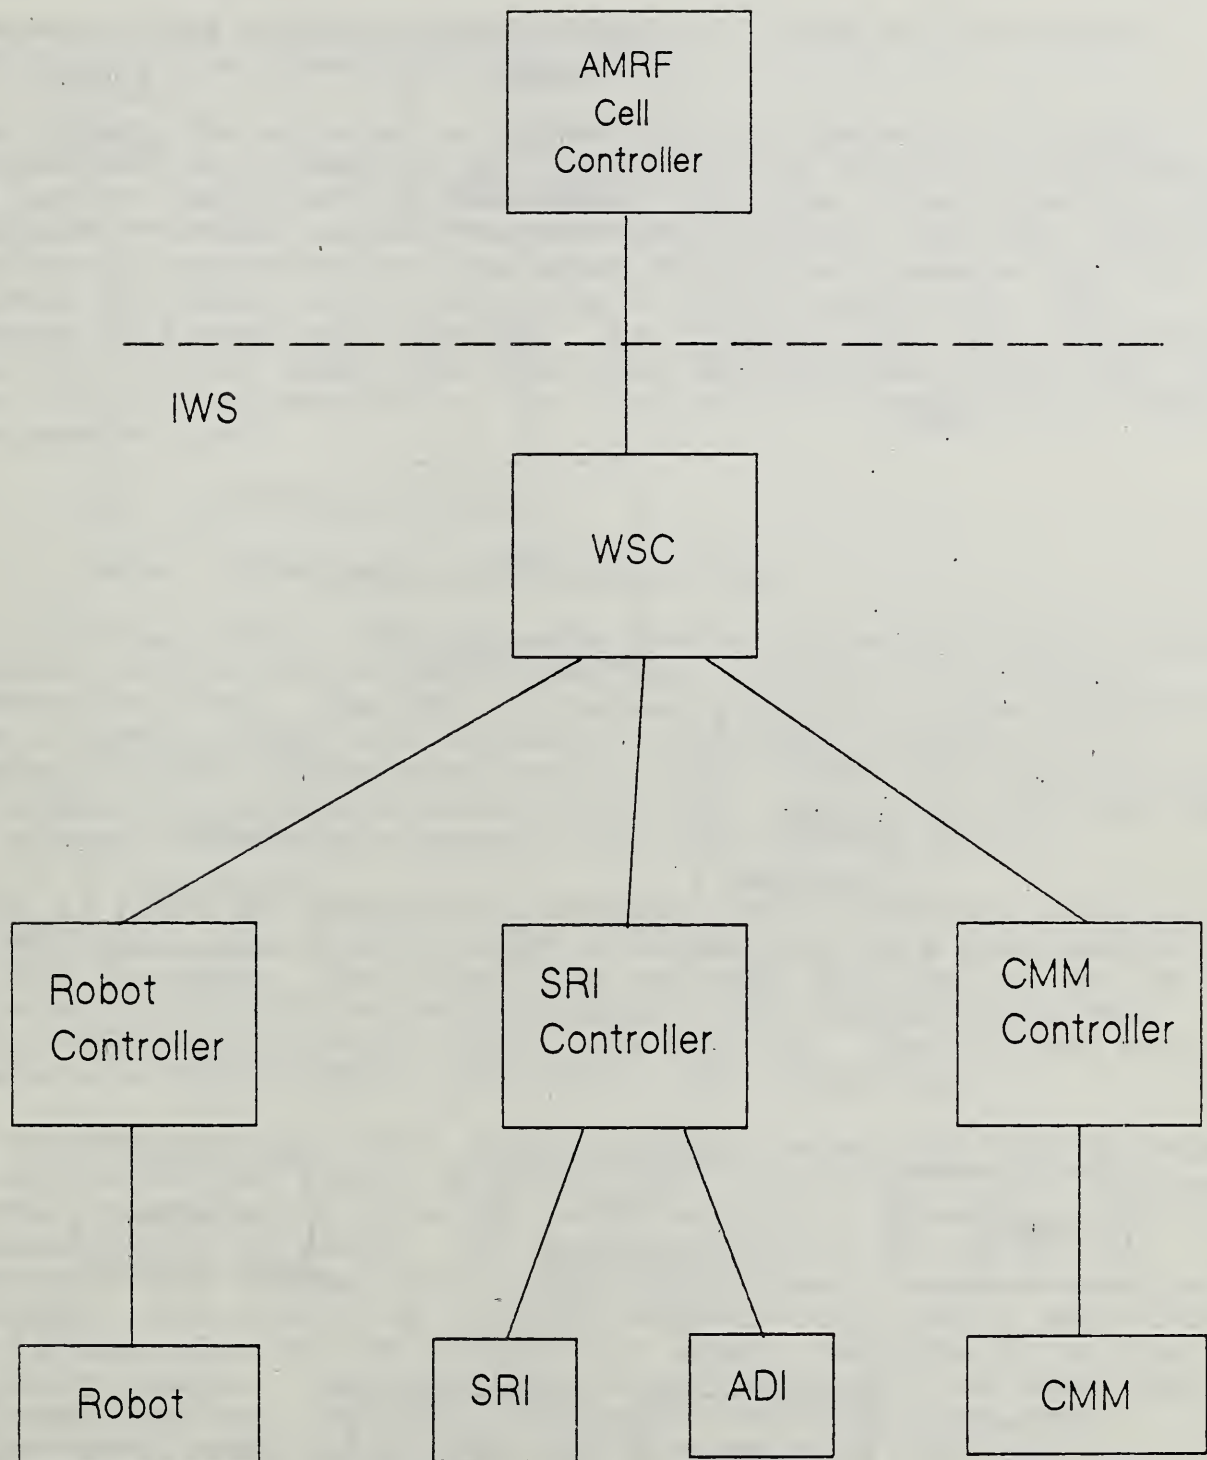 AMRF
Cell
Controller
IWS
WSC
Robot
Controller
SRI
Controller
CMM
Controller
Robot
SRI
ADI
CMM